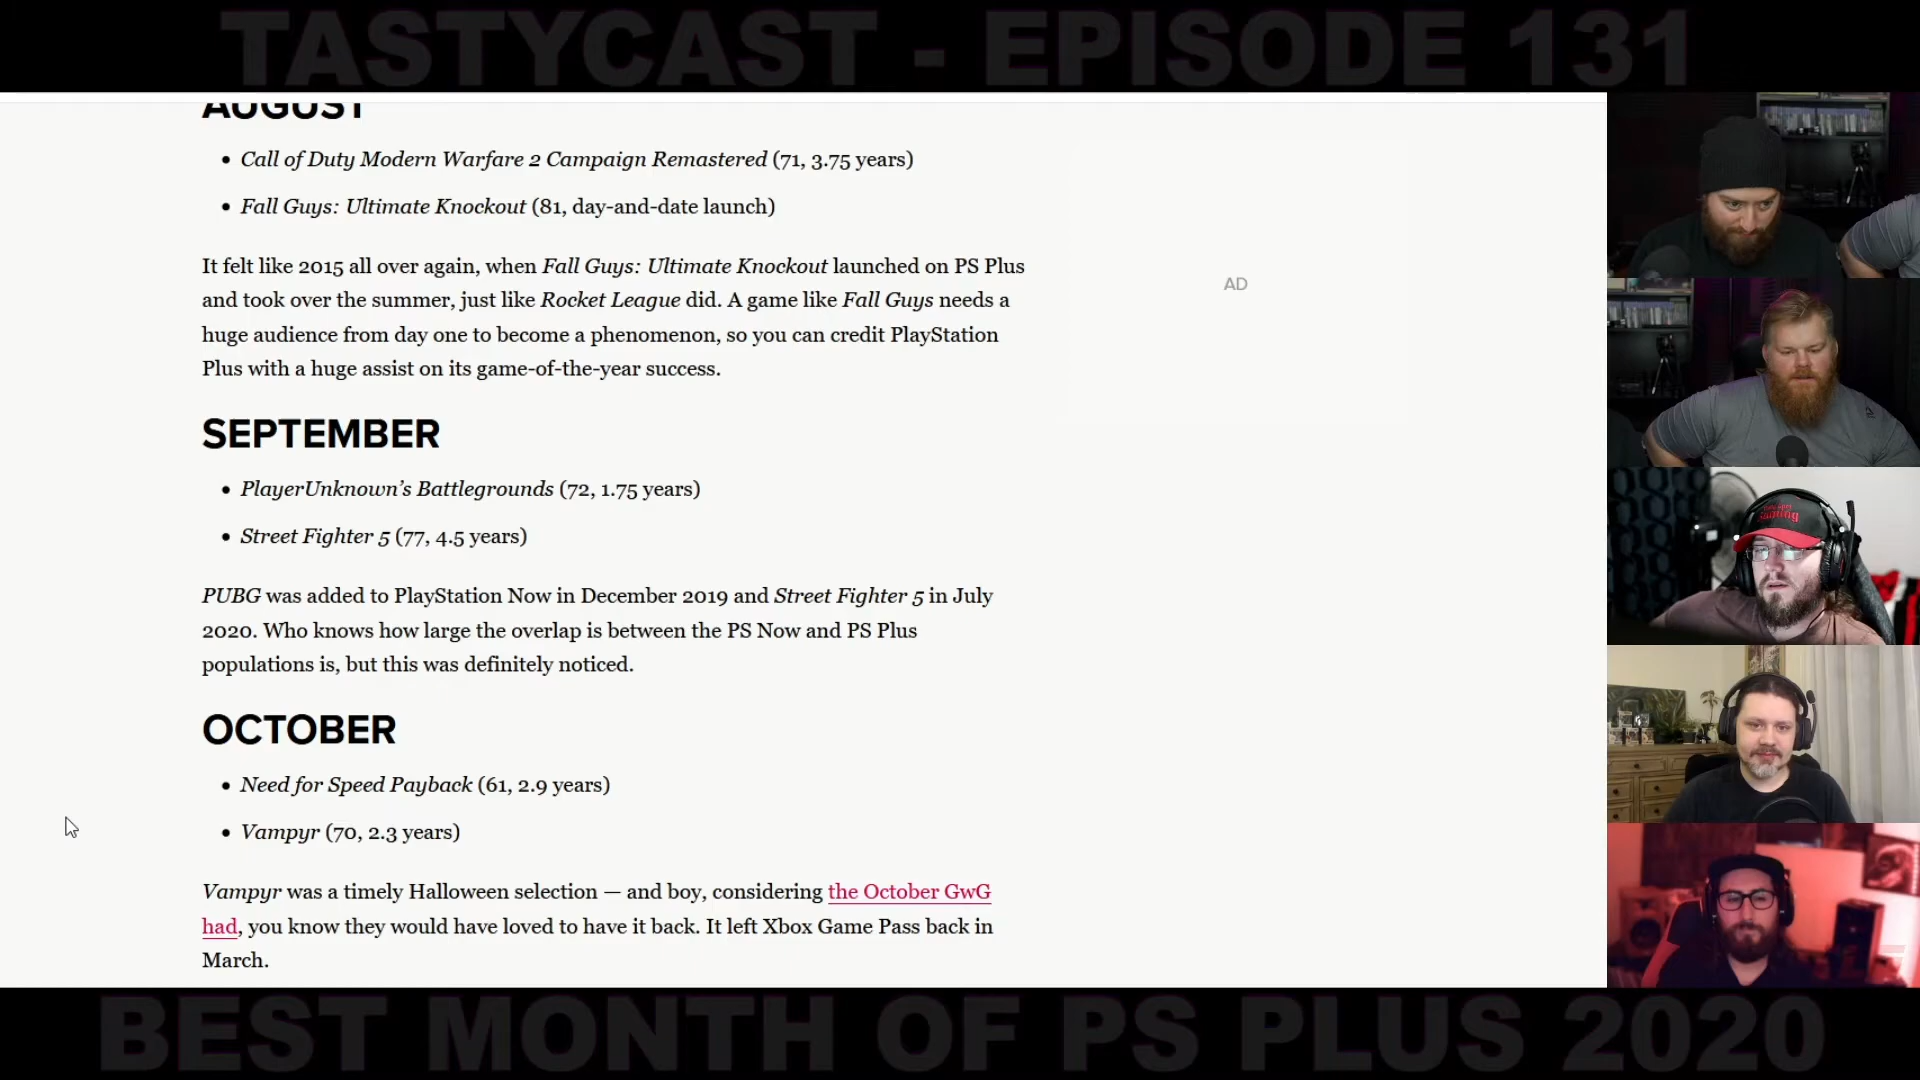 TASTYCAST - EPISODE 131
AUGUST
• Call of Duty Modern Warfare 2 Campaign Remastered (71, 3.75 years)
• Fall Guys: Ultimate Knockout (81, day-and-date launch)
It felt like 2015 all over again, when Fall Guys: Ultimate Knockout launched on PS Plus
and took over the summer, just like Rocket League did. A game like Fall Guys needs a
huge audience from day one to become a phenomenon, so you can credit PlayStation
Plus with a huge assist on its game-of-the-year success.
AD
SEPTEMBER
• PlayerUnknown’s Battlegrounds (72, 1.75 years)
• Street Fighter 5 (77, 4.5 years)
PUBG was added to PlayStation Now in December 2019 and Street Fighter 5 in July
2020. Who knows how large the overlap is between the PS Now and PS Plus
populations is, but this was definitely noticed.
OCTOBER
• Need for Speed Payback (61, 2.9 years)
• Vampyr (70, 2.3 years)
Vampyr was a timely Halloween selection — and boy, considering the October GwG
had, you know they would have loved to have it back. It left Xbox Game Pass back in
March.
Gaming
BEST MONTH OF PS PLUS 2020